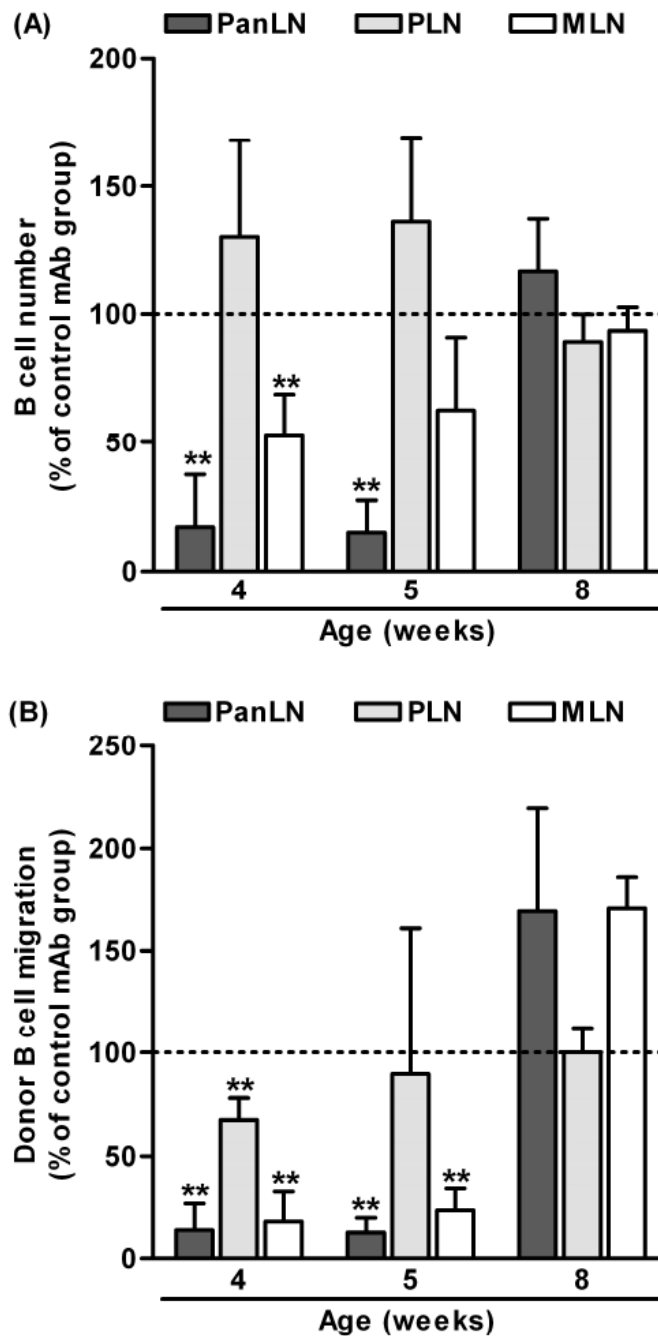 (A) PanLN PLN MLN
200
150
100
50
0
B cell number
(% of control mAb group)
** ** **
4 5 8
Age (weeks)
(B) PanLN PLN MLN
250
200
150
100
50
0
Donor B cell migration
(% of control mAb group)
** ** ** ** **
4 5 8
Age (weeks)